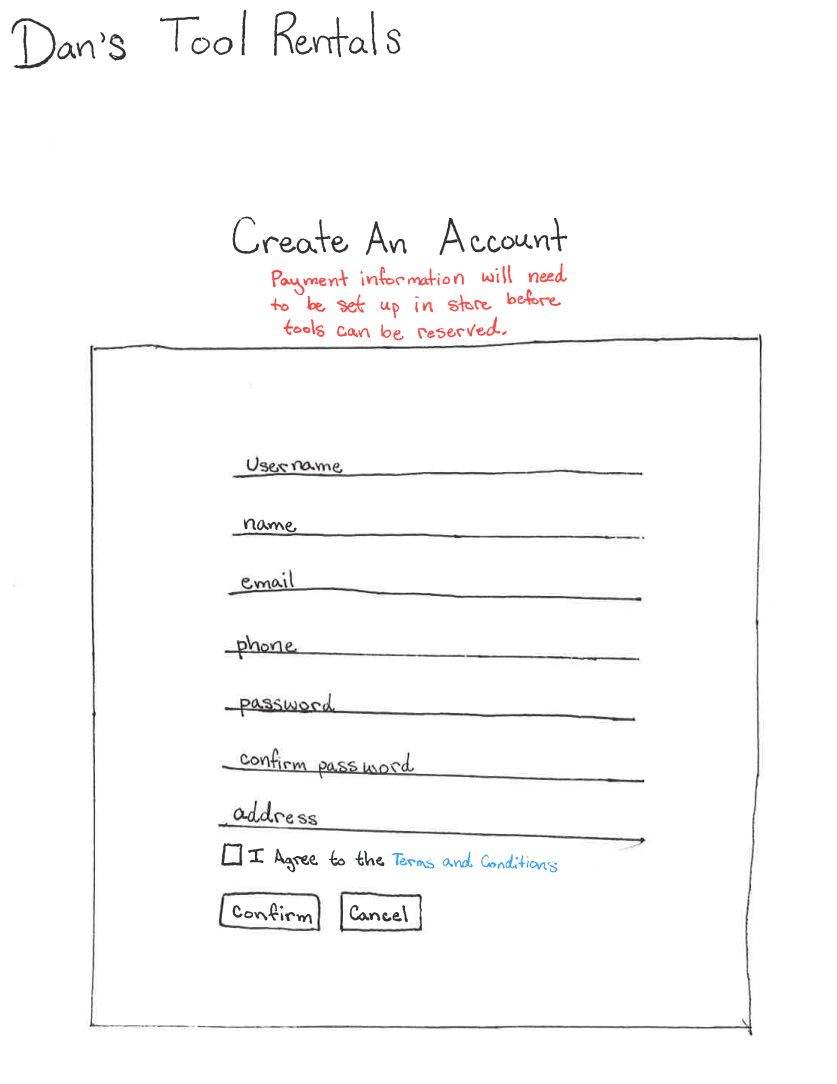 Dan's Tool Rentals
Create An Account
Payment information will need
to be set up in store before
tools can be reserved.
Username
name
email
phone
password
confirm password
address
I Agree to the Terms and Conditions
Confirm
Cancel